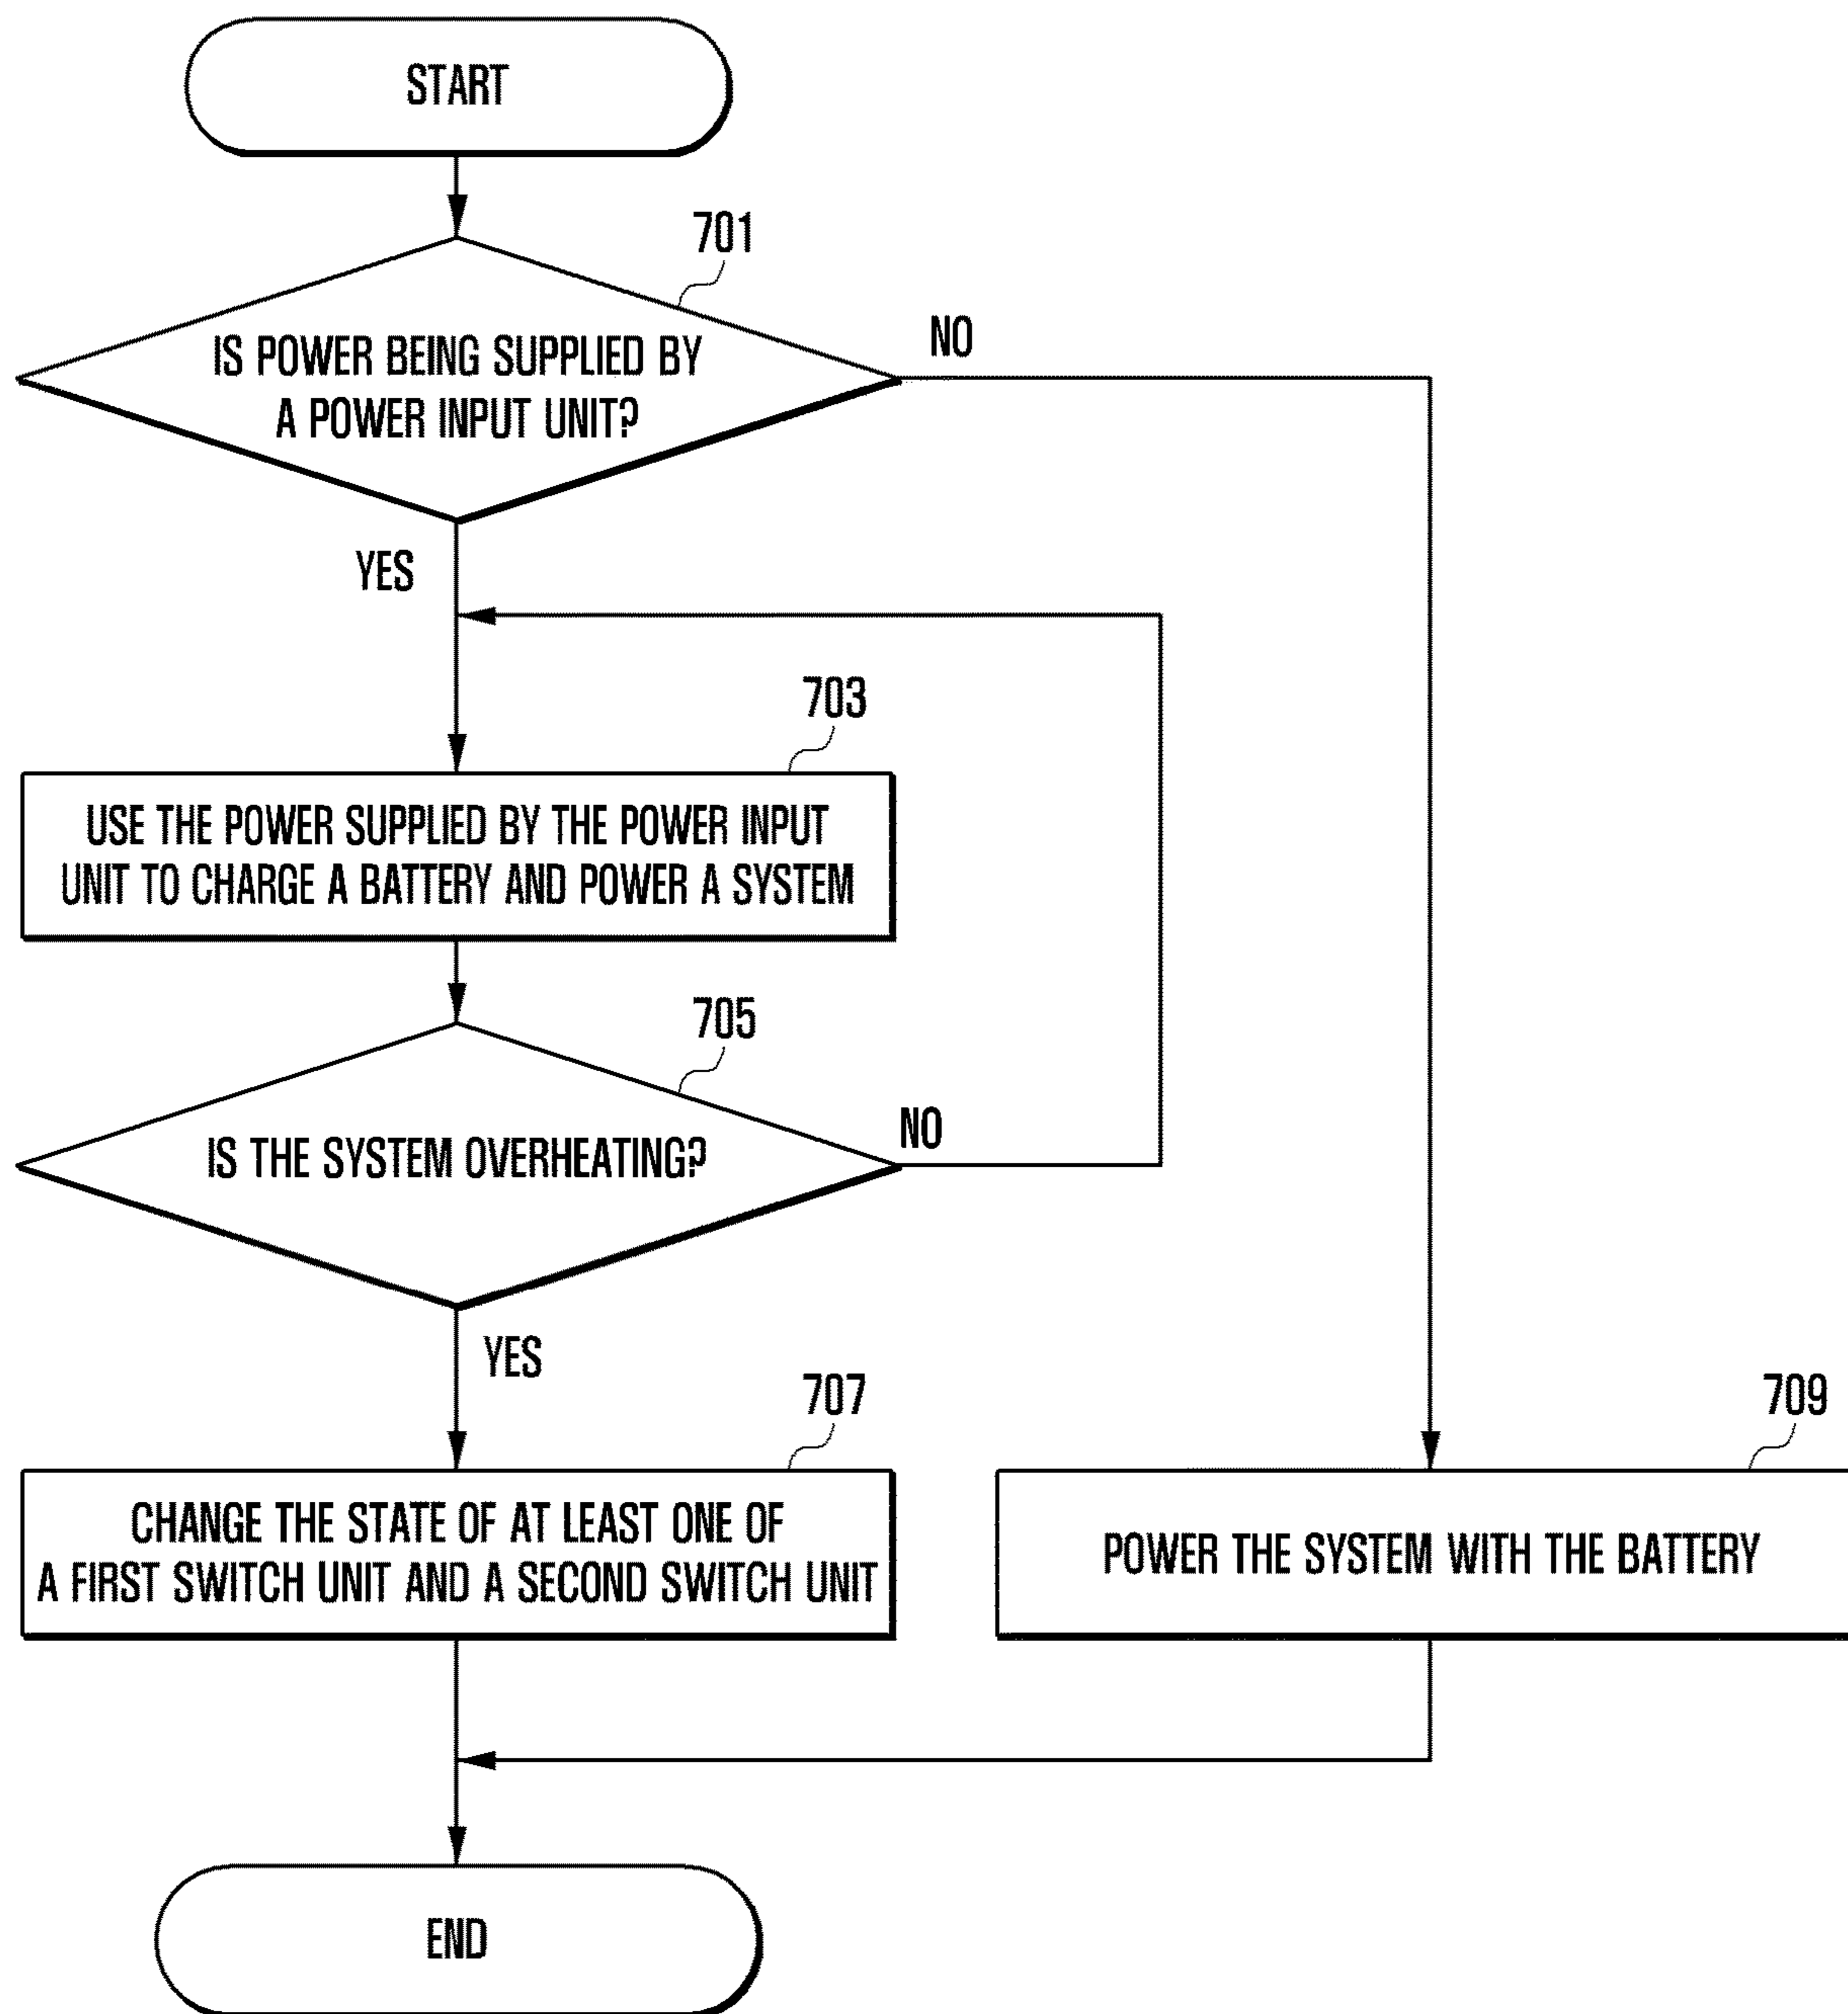 START
701
IS POWER BEING SUPPLIED BY
A POWER INPUT UNIT?
NO
YES
703
USE THE POWER SUPPLIED BY THE POWER INPUT
UNIT TO CHARGE A BATTERY AND POWER A SYSTEM
705
IS THE SYSTEM OVERHEATING?
NO
YES
707
CHANGE THE STATE OF AT LEAST ONE OF
A FIRST SWITCH UNIT AND A SECOND SWITCH UNIT
709
POWER THE SYSTEM WITH THE BATTERY
END